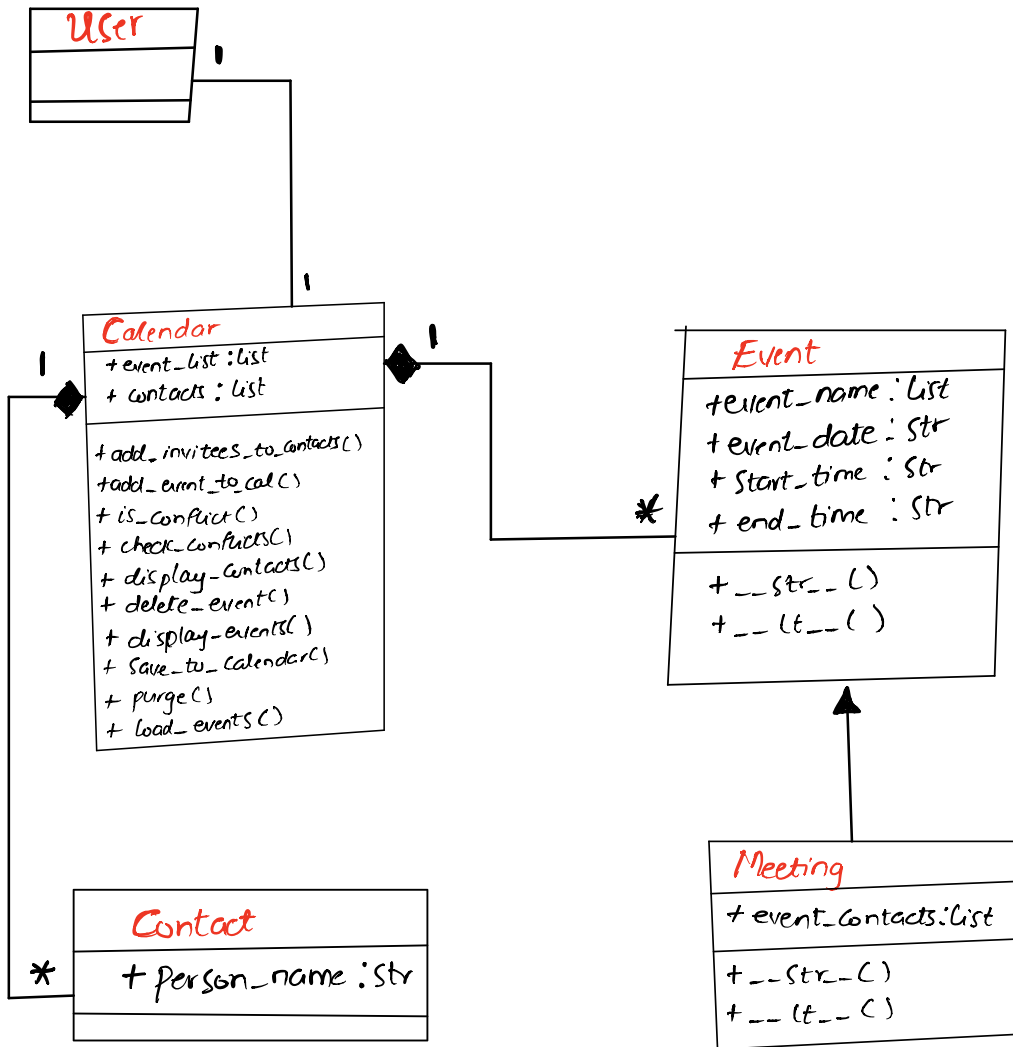 User
1
1
Calendar
+ event_list : list
+ contacts : list
+ add_invitees_to_contacts()
+ add_event_to_cal()
+ is_conflict()
+ check_conflicts()
+ display_contacts()
+ delete_event()
+ display_events()
+ save_to_calendar()
+ purge()
+ load_events()
1
1
*
Event
+ event_name : List
+ event_date : str
+ start_time : str
+ end_time : str
+ __str__()
+ __lt__()
*
Contact
+ person_name : str
Meeting
+ event_contacts : List
+ __str_()
+ __lt__()